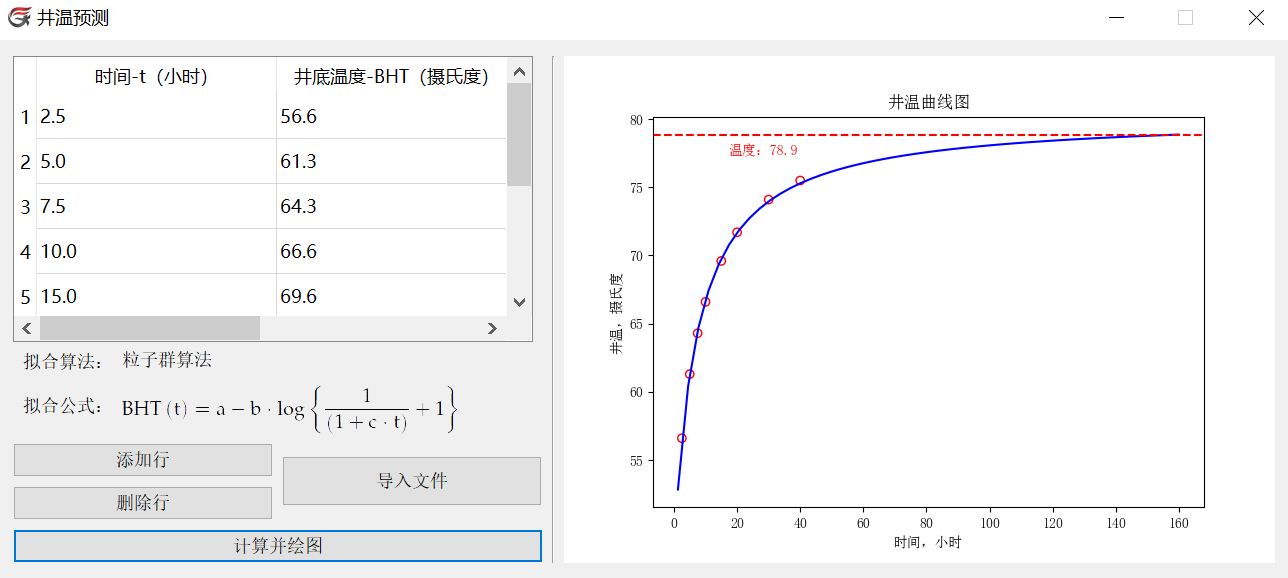 井温预测
时间-t（小时） 井底温度-BHT（摄氏度）
1 2.5 56.6
2 5.0 61.3
3 7.5 64.3
4 10.0 66.6
5 15.0 69.6
拟合算法： 粒子群算法
拟合公式： BHT (t) = a − b · log { 1 / (1 + c · t) + 1 }
添加行
删除行
导入文件
计算并绘图
井温曲线图
温度：78.9
井温，摄氏度
80
75
70
65
60
55
0 20 40 60 80 100 120 140 160
时间，小时